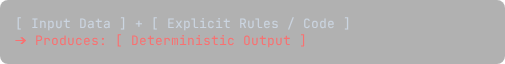 [ Input Data ] + [ Explicit Rules / Code ]
➔ Produces: [ Deterministic Output ]